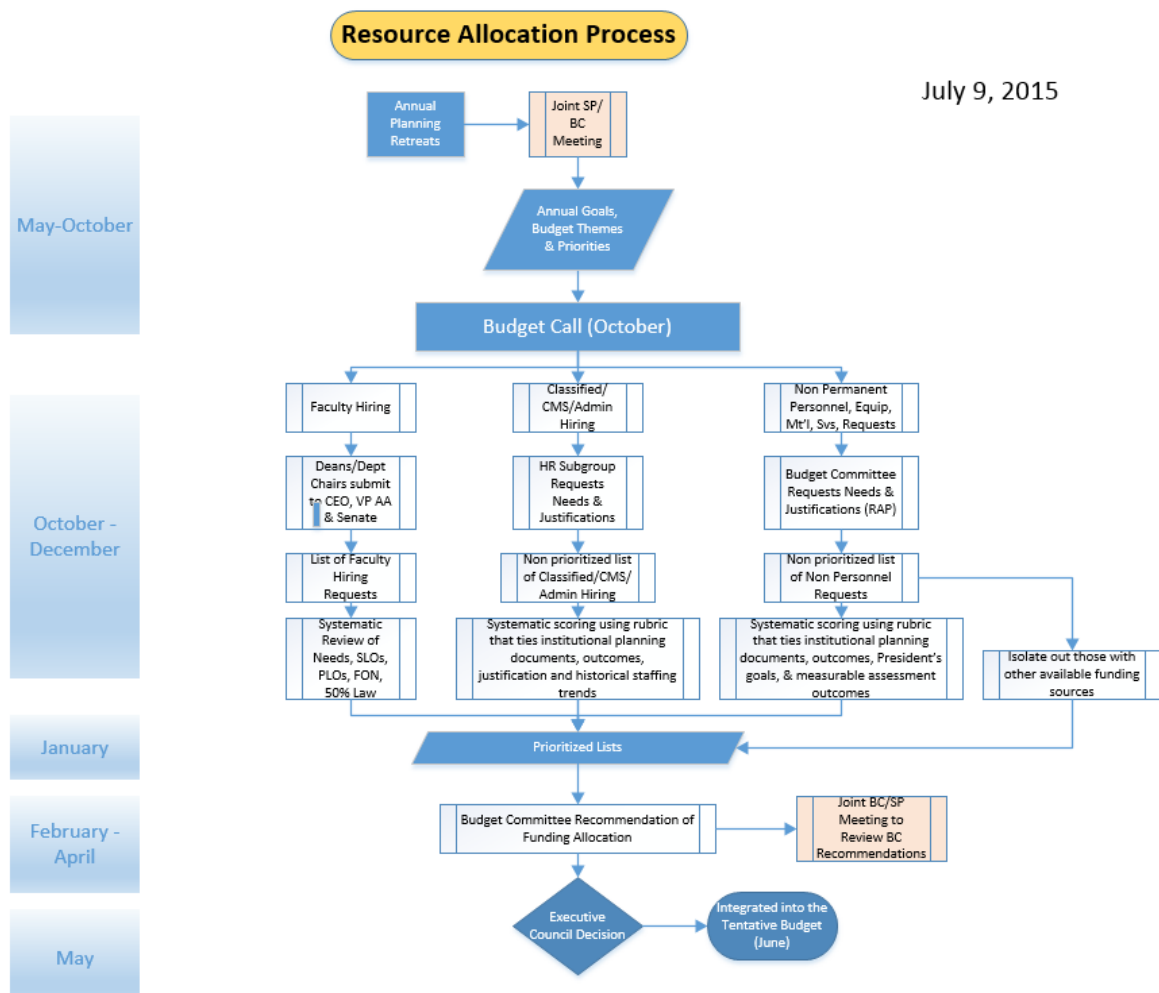 Resource Allocation Process
July 9, 2015
May-October
Annual
Planning
Retreats
Joint SP/
BC
Meeting
Annual Goals,
Budget Themes
& Priorities
Budget Call (October)
October -
December
Faculty Hiring
Classified/
CMS/Admin
Hiring
Non Permanent
Personnel, Equip,
Mt'l, Svs, Requests
Deans/Dept
Chairs submit
to CEO, VP AA
& Senate
HR Subgroup
Requests
Needs &
Justifications
Budget Committee
Requests Needs &
Justifications (RAP)
List of Faculty
Hiring
Requests
Non prioritized list
of Classified/CMS/
Admin Hiring
Non prioritized list
of Non Personnel
Requests
Systematic
Review of
Needs, SLOs,
PLOs, FON,
50% Law
Systematic scoring using rubric
that ties institutional planning
documents, outcomes,
justification and historical staffing
trends
Systematic scoring using rubric
that ties institutional planning
documents, outcomes, President's
goals, & measurable assessment
outcomes
Isolate out those with
other available funding
sources
January
Prioritized Lists
February -
April
Budget Committee Recommendation of
Funding Allocation
Joint BC/SP
Meeting to
Review BC
Recommendations
May
Executive
Council Decision
Integrated into the
Tentative Budget
(June)